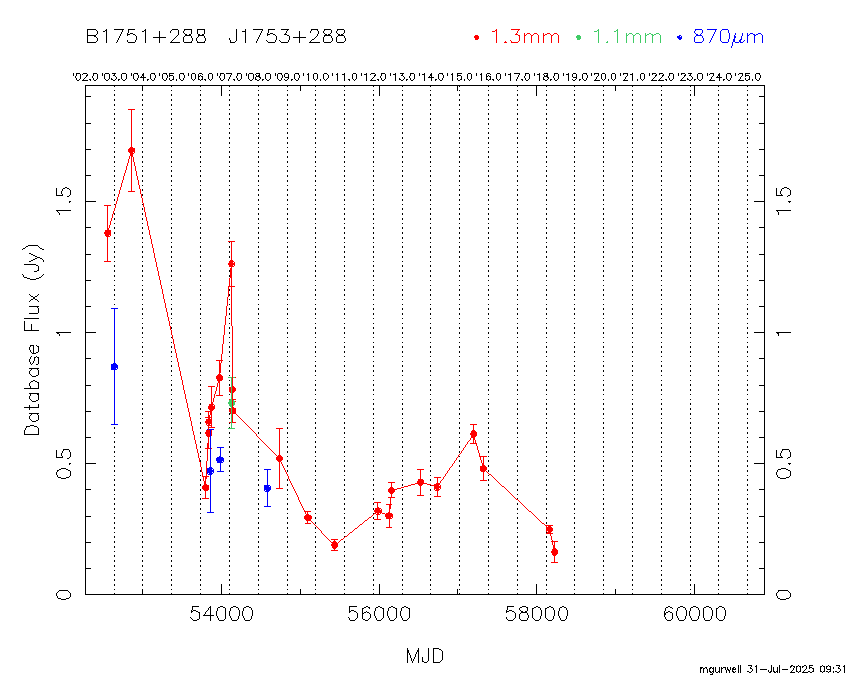 B1751+288 J1753+288 1.3mm 1.1mm 870µm
'02.0 '03.0 '04.0 '05.0 '06.0 '07.0 '08.0 '09.0 '10.0 '11.0 '12.0 '13.0 '14.0 '15.0 '16.0 '17.0 '18.0 '19.0 '20.0 '21.0 '22.0 '23.0 '24.0 '25.0
1.5 1.5
1 1
Database Flux (Jy)
0.5 0.5
0 0
54000 56000 58000 60000
MJD
mgurwell 31-Jul-2025 09:31